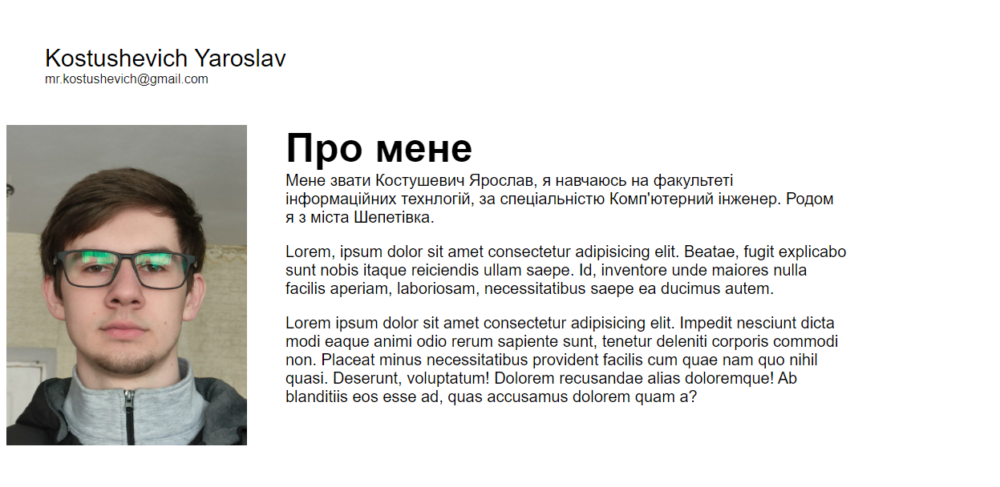 Kostushevich Yaroslav
mr.kostushevich@gmail.com
Про мене
Мене звати Костушевич Ярослав, я навчаюсь на факультеті
інформаційних технлогій, за спеціальністю Комп'ютерний інженер. Родом
я з міста Шепетівка.
Lorem, ipsum dolor sit amet consectetur adipisicing elit. Beatae, fugit explicabo
sunt nobis itaque reiciendis ullam saepe. Id, inventore unde maiores nulla
facilis aperiam, laboriosam, necessitatibus saepe ea ducimus autem.
Lorem ipsum dolor sit amet consectetur adipisicing elit. Impedit nesciunt dicta
modi eaque animi odio rerum sapiente sunt, tenetur deleniti corporis commodi
non. Placeat minus necessitatibus provident facilis cum quae nam quo nihil
quasi. Deserunt, voluptatum! Dolorem recusandae alias doloremque! Ab
blanditiis eos esse ad, quas accusamus dolorem quam a?